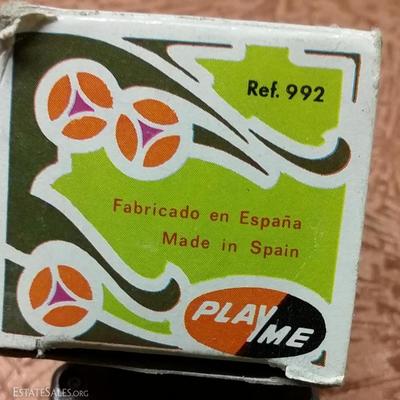 Ref. 992
Fabricado en España
Made in Spain
PLAY ME
ESTATESALES.ORG